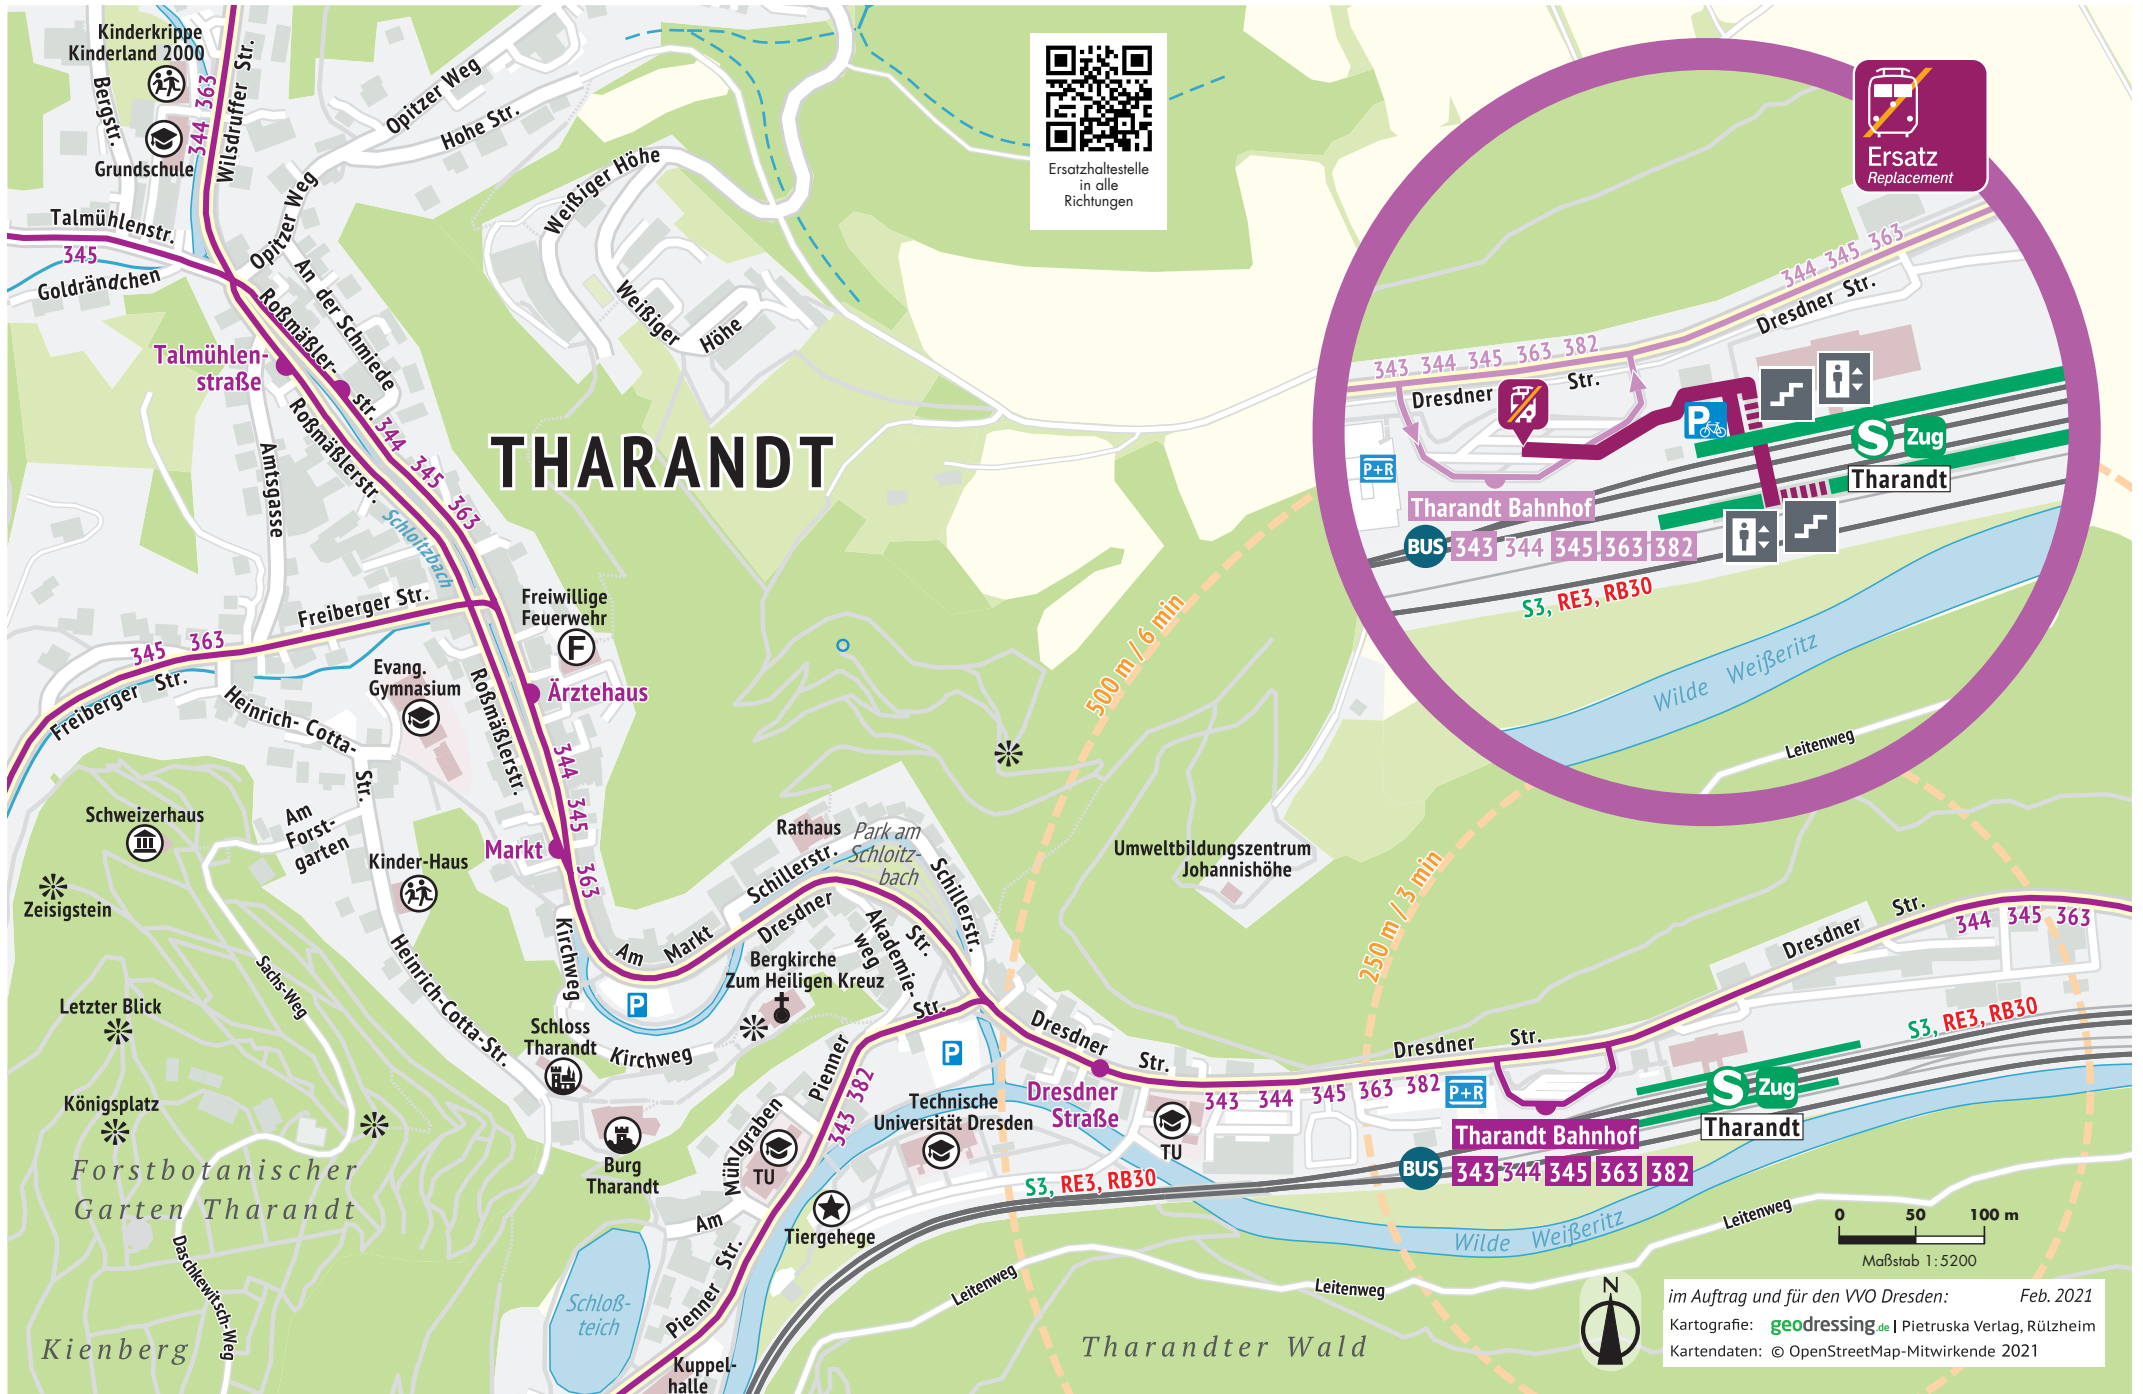 Kinderkrippe
Kinderland 2000
Bergstr.
Grundschule
344 363
Wilsdruffer Str.
Opitzer Weg
Hohe Str.
Opitzer Weg
Talmühlenstr.
345
Goldrändchen
An der Schmiede
Roßmäßler-
str.
Talmühlen-
straße
Roßmäßlerstr.
Amtsgasse
344 345 363
Schloitzbach
Weißiger Höhe
Weißiger
Höhe
THARANDT
Ersatzhaltestelle
in alle
Richtungen
Ersatz
Replacement
344 345 363
Dresdner Str.
343 344 345 363 382
Dresdner Str.
P
P+R
S Zug
Tharandt
Tharandt Bahnhof
BUS 343 344 345 363 382
S3, RE3, RB30
Wilde Weißeritz
Leitenweg
Freiberger Str.
345 363
Freiberger Str.
Freiwillige
Feuerwehr
F
Evang.
Gymnasium
Ärztehaus
Roßmäßlerstr.
Heinrich-Cotta-
Str.
344 345 363
500 m / 6 min
250 m / 3 min
Schweizerhaus
Am
Forst-
garten
Kinder-Haus
Markt
Zeisigstein
Rathaus
Park am
Schloitz-
bach
Schillerstr.
Schillerstr.
Dresdner
Str.
Am Markt
Kirchweg
Akademie-
weg
Bergkirche
Zum Heiligen Kreuz
Umweltbildungszentrum
Johannishöhe
Sachs-Weg
Heinrich-Cotta-Str.
Letzter Blick
Königsplatz
Schloss
Tharandt
Kirchweg
P
P
Burg
Tharandt
Forstbotanischer
Garten Tharandt
Daschkewitsch-Weg
Kienberg
Pienner
Str.
343 382
Am
Mühlgraben
TU
Technische
Universität Dresden
Tiergehege
Pienner Str.
Schloß-
teich
Kuppel-
halle
Dresdner
Str.
Dresdner
Straße
TU
343 344 345 363 382
Dresdner Str.
P+R
Dresdner Str.
344 345 363
S3, RE3, RB30
S Zug
Tharandt
Tharandt Bahnhof
BUS 343 344 345 363 382
S3, RE3, RB30
Wilde Weißeritz
Leitenweg
Leitenweg
Leitenweg
Tharandter Wald
0 50 100 m
Maßstab 1:5200
N
im Auftrag und für den VVO Dresden: Feb. 2021
Kartografie: geodressing.de | Pietruska Verlag, Rülzheim
Kartendaten: © OpenStreetMap-Mitwirkende 2021